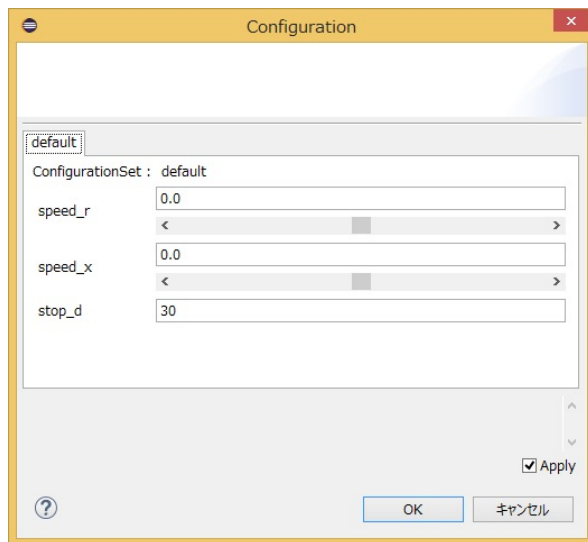 Configuration
default
ConfigurationSet : default
speed_r
0.0
speed_x
0.0
stop_d
30
Apply
OK
キャンセル